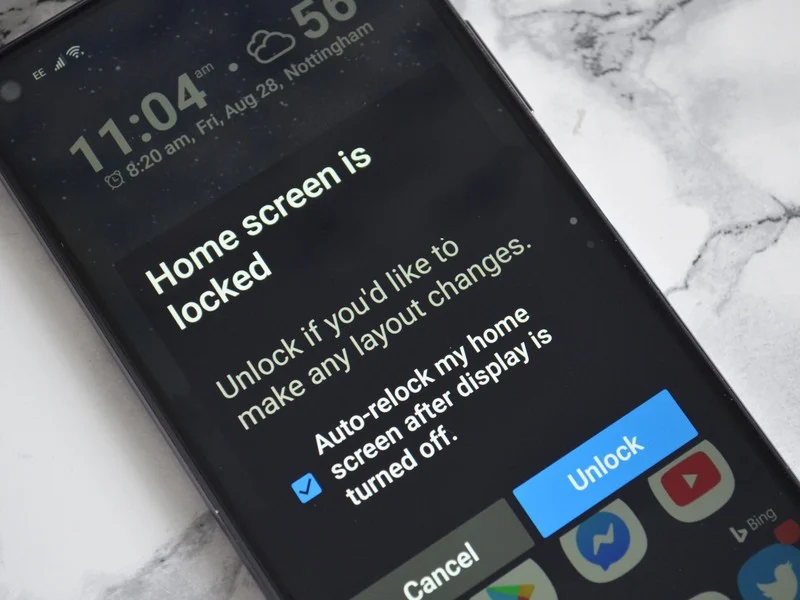 EE
11:04 am
56
8:20 am, Fri, Aug 28, Nottingham
Home screen is
locked
Unlock if you'd like to
make any layout changes.
Auto-relock my home
screen after display is
turned off.
Cancel
Unlock
Bing